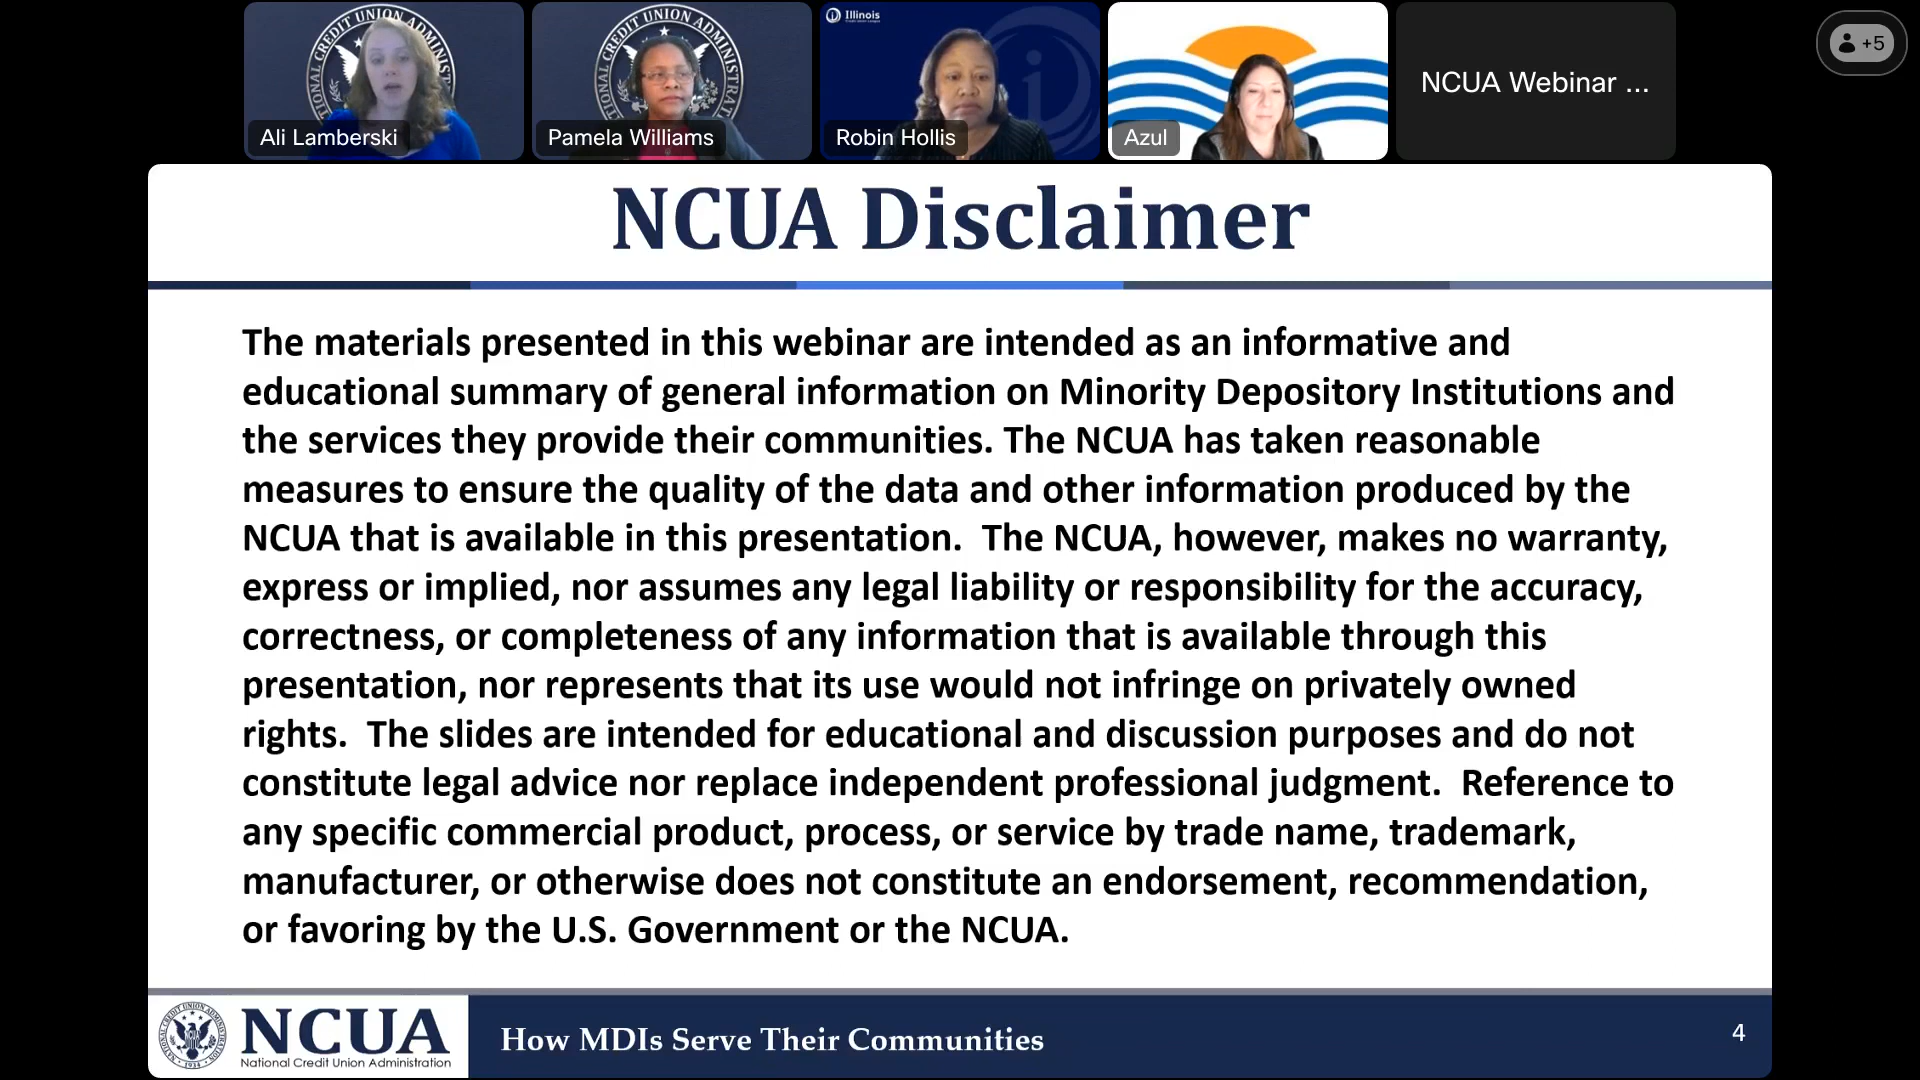 Illinois
+5
NCUA Webinar ...
Ali Lamberski
Pamela Williams
Robin Hollis
Azul
NCUA Disclaimer
The materials presented in this webinar are intended as an informative and
educational summary of general information on Minority Depository Institutions and
the services they provide their communities. The NCUA has taken reasonable
measures to ensure the quality of the data and other information produced by the
NCUA that is available in this presentation.  The NCUA, however, makes no warranty,
express or implied, nor assumes any legal liability or responsibility for the accuracy,
correctness, or completeness of any information that is available through this
presentation, nor represents that its use would not infringe on privately owned
rights.  The slides are intended for educational and discussion purposes and do not
constitute legal advice nor replace independent professional judgment.  Reference to
any specific commercial product, process, or service by trade name, trademark,
manufacturer, or otherwise does not constitute an endorsement, recommendation,
or favoring by the U.S. Government or the NCUA.
NCUA
National Credit Union Administration
How MDIs Serve Their Communities
4